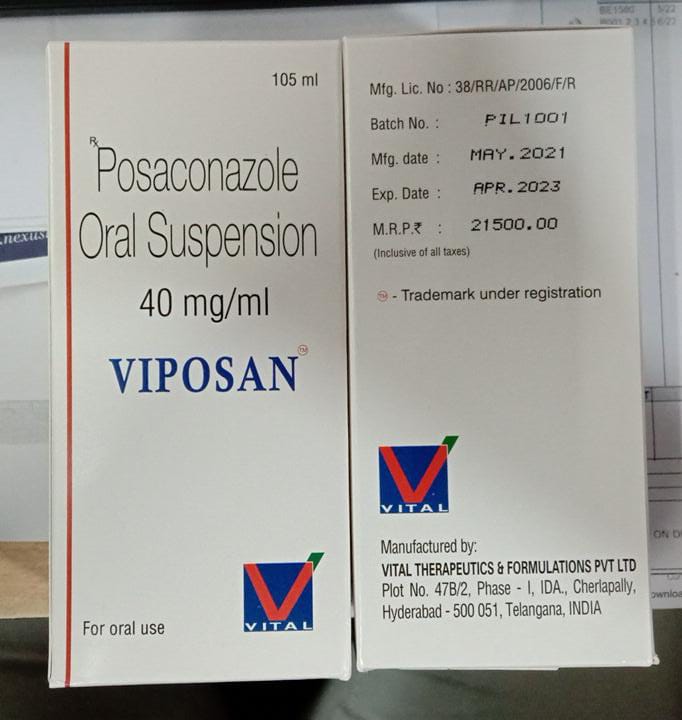 105 ml
Rx
Posaconazole
Oral Suspension
40 mg/ml
VIPOSAN™
VITAL
For oral use
Mfg. Lic. No : 38/RR/AP/2006/F/R
Batch No. : PIL1001
Mfg. date : MAY.2021
Exp. Date : APR.2023
M.R.P.₹ : 21500.00
(Inclusive of all taxes)
™ - Trademark under registration
VITAL
Manufactured by:
VITAL THERAPEUTICS & FORMULATIONS PVT LTD
Plot No. 47B/2, Phase - I, IDA., Cherlapally,
Hyderabad - 500 051, Telangana, INDIA
nexus
ON D